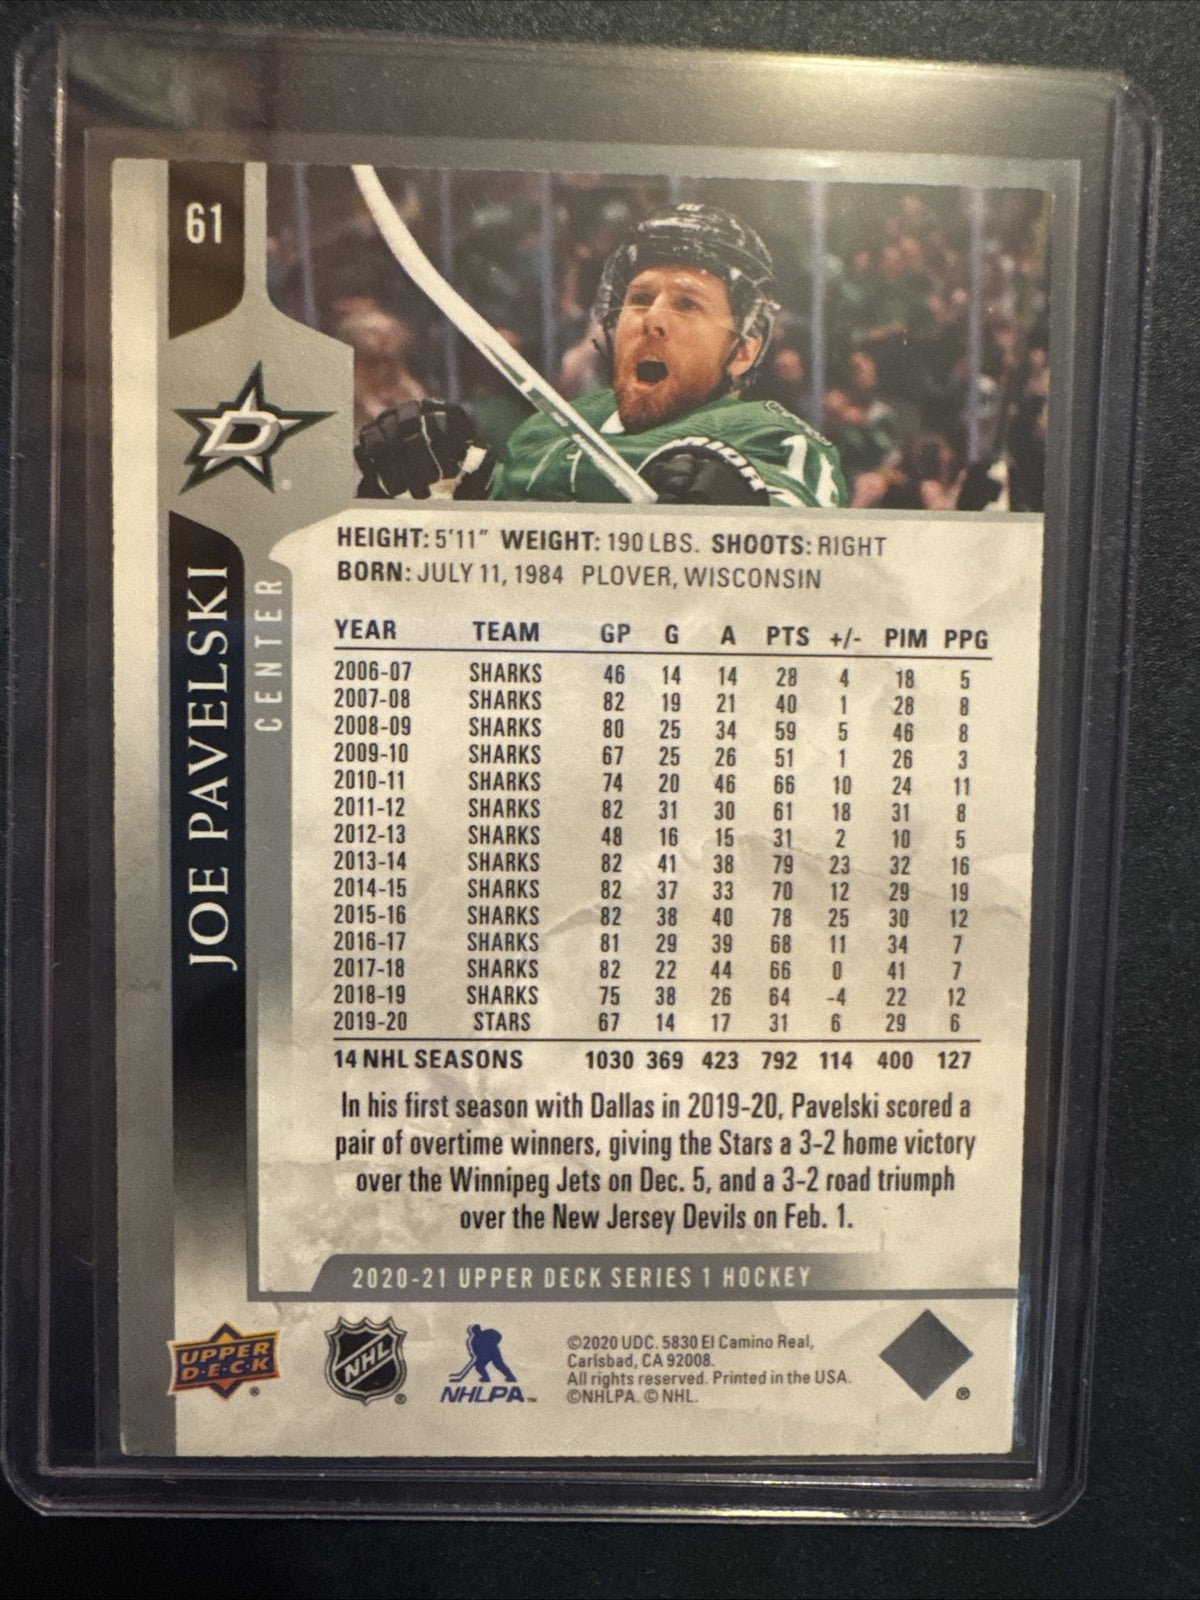 61
JOE PAVELSKI
CENTER
HEIGHT: 5'11" WEIGHT: 190 LBS. SHOOTS: RIGHT
BORN: JULY 11, 1984 PLOVER, WISCONSIN
YEAR TEAM GP G A PTS +/- PIM PPG
2006-07 SHARKS 46 14 14 28 4 18 5
2007-08 SHARKS 82 19 21 40 1 28 8
2008-09 SHARKS 80 25 34 59 5 46 8
2009-10 SHARKS 67 25 26 51 1 26 3
2010-11 SHARKS 74 20 46 66 10 24 11
2011-12 SHARKS 82 31 30 61 18 31 8
2012-13 SHARKS 48 16 15 31 2 10 5
2013-14 SHARKS 82 41 38 79 23 32 16
2014-15 SHARKS 82 37 33 70 12 29 19
2015-16 SHARKS 82 38 40 78 25 30 12
2016-17 SHARKS 81 29 39 68 11 34 7
2017-18 SHARKS 82 22 44 66 0 41 7
2018-19 SHARKS 75 38 26 64 -4 22 12
2019-20 STARS 67 14 17 31 6 29 6
14 NHL SEASONS 1030 369 423 792 114 400 127
In his first season with Dallas in 2019-20, Pavelski scored a
pair of overtime winners, giving the Stars a 3-2 home victory
over the Winnipeg Jets on Dec. 5, and a 3-2 road triumph
over the New Jersey Devils on Feb. 1.
2020-21 UPPER DECK SERIES 1 HOCKEY
UPPER
D·E·C·K ®
NHL ®
NHLPA™
©2020 UDC. 5830 El Camino Real,
Carlsbad, CA 92008.
All rights reserved. Printed in the USA.
©NHLPA. © NHL.
®